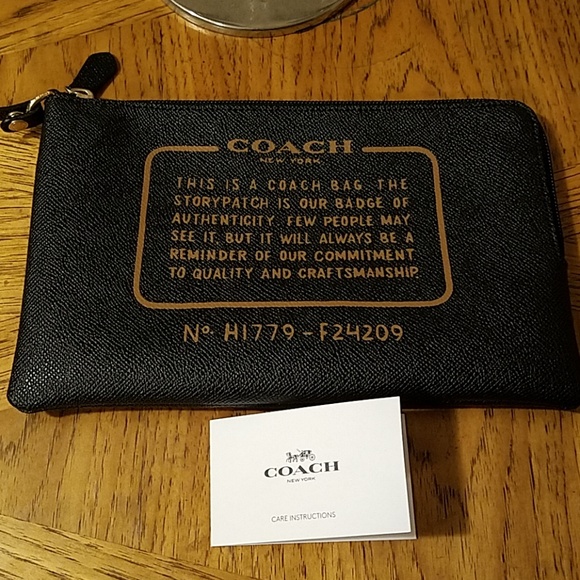 COACH
NEW YORK
THIS IS A COACH BAG. THE
STORYPATCH IS OUR BADGE OF
AUTHENTICITY. FEW PEOPLE MAY
SEE IT, BUT IT WILL ALWAYS BE A
REMINDER OF OUR COMMITMENT
TO QUALITY AND CRAFTSMANSHIP.
No. H1779-F24209
COACH
NEW YORK
CARE INSTRUCTIONS